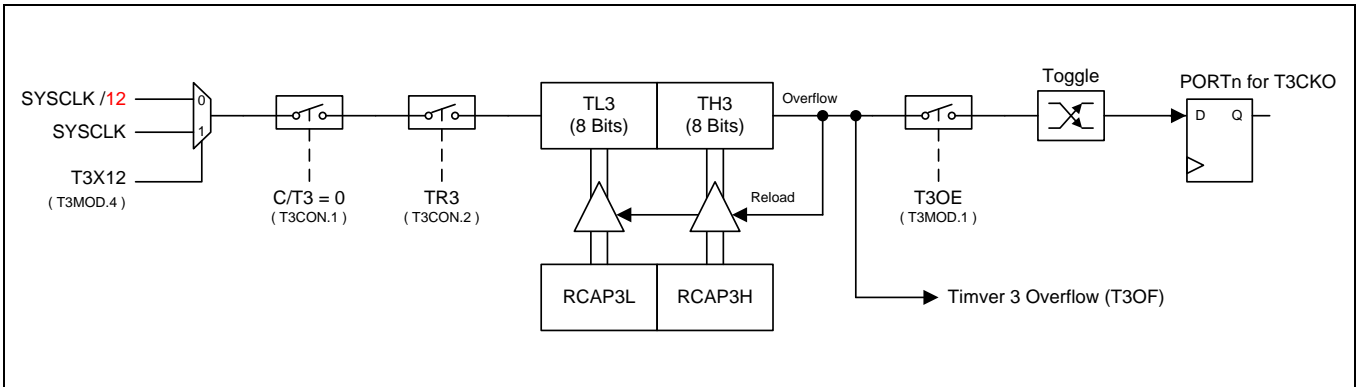 SYSCLK /12
SYSCLK
T3X12
( T3MOD.4 )
0
1
C/T3 = 0
( T3CON.1 )
TR3
( T3CON.2 )
TL3
(8 Bits)
TH3
(8 Bits)
Overflow
Reload
RCAP3L
RCAP3H
T3OE
( T3MOD.1 )
Toggle
PORTn for T3CKO
D
Q
Timver 3 Overflow (T3OF)